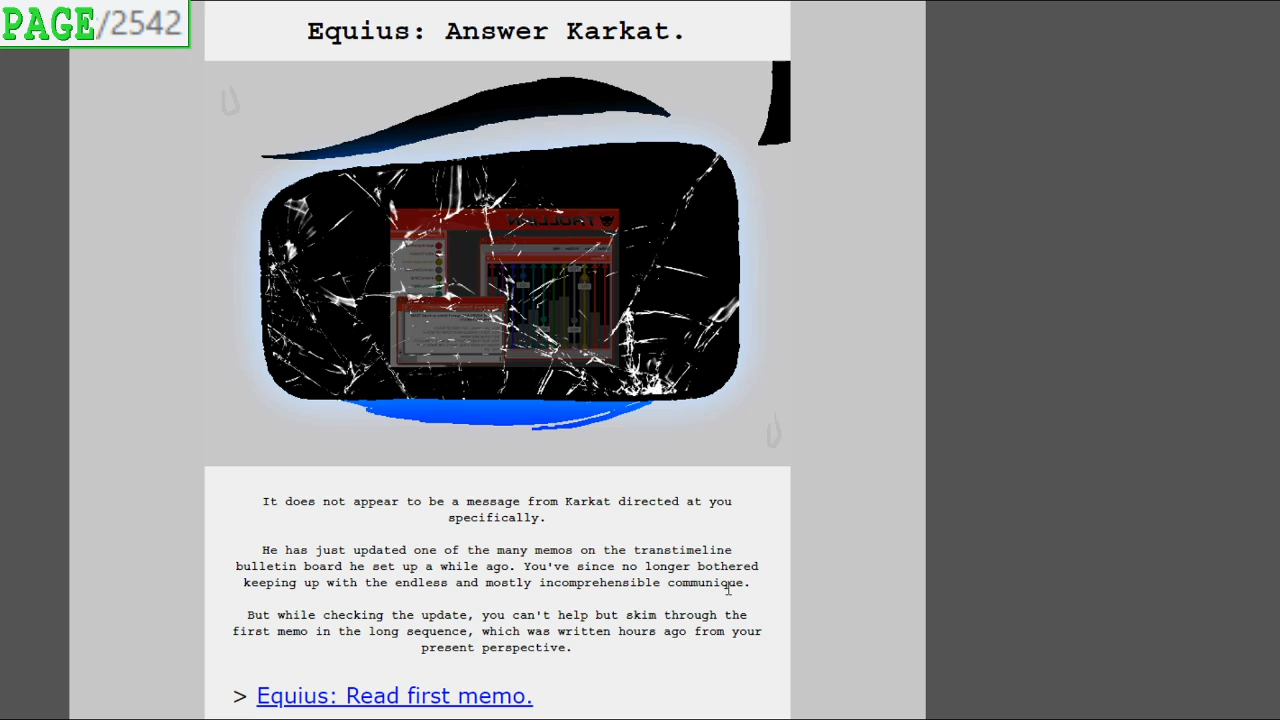 PAGE/2542
Equius: Answer Karkat.
It does not appear to be a message from Karkat directed at you
specifically.
He has just updated one of the many memos on the transtimeline
bulletin board he set up a while ago. You've since no longer bothered
keeping up with the endless and mostly incomprehensible communique.
But while checking the update, you can't help but skim through the
first memo in the long sequence, which was written hours ago from your
present perspective.
> Equius: Read first memo.